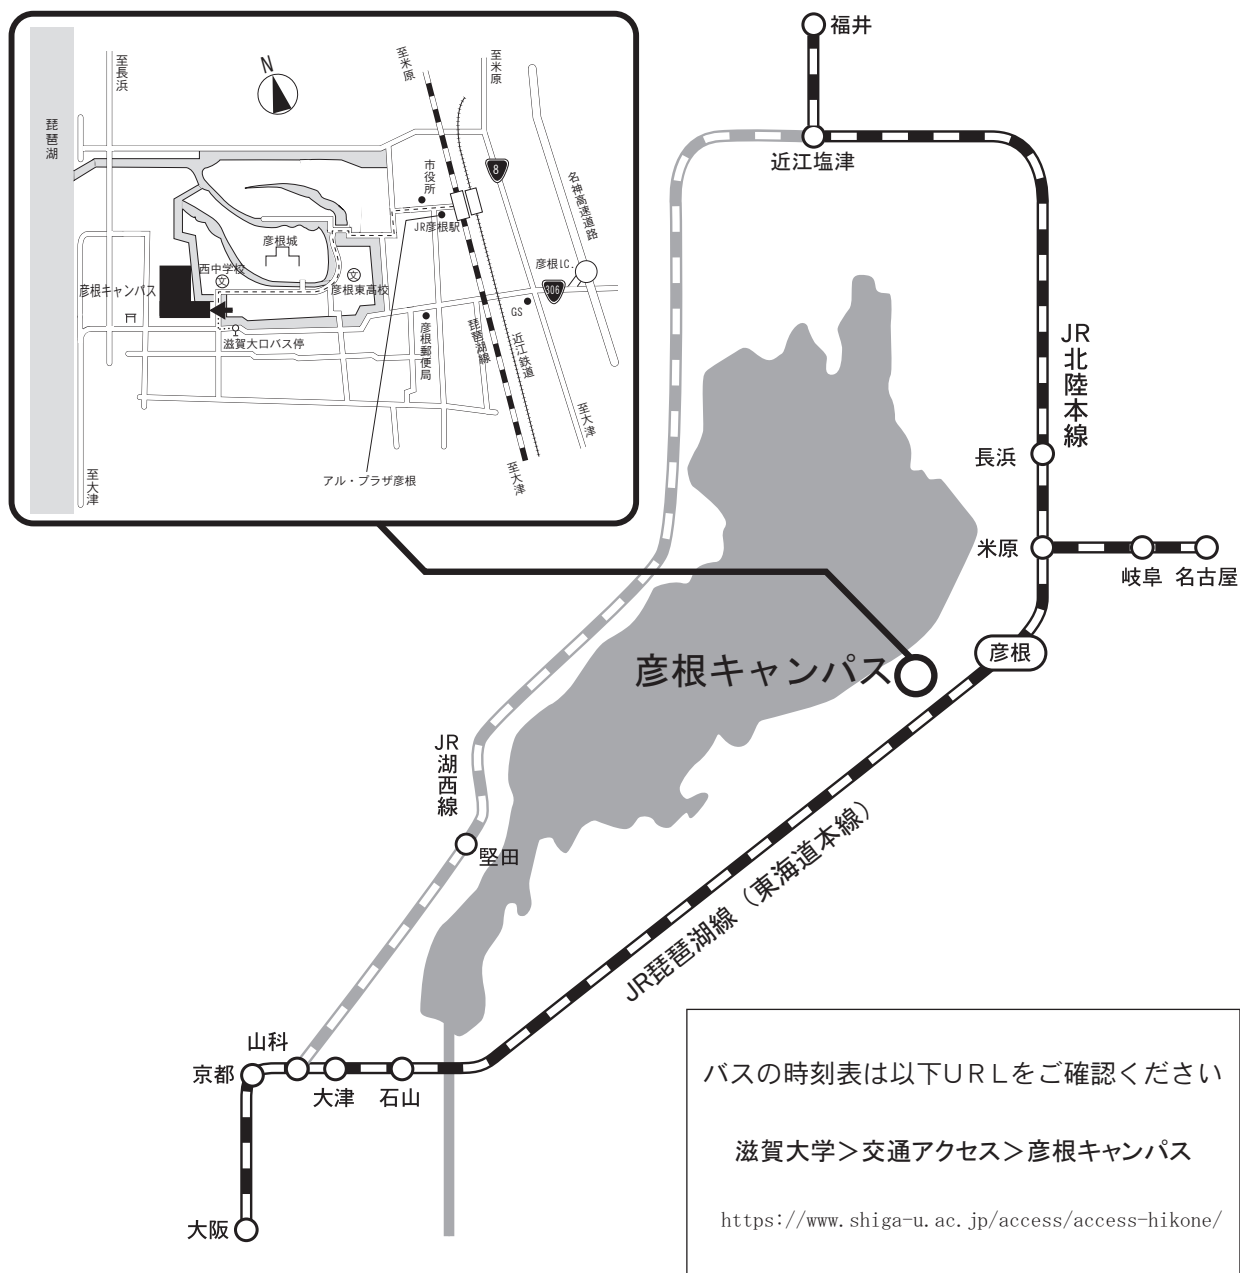 福井
近江塩津
JR北陸本線
長浜
米原
岐阜
名古屋
彦根
彦根キャンパス
JR湖西線
堅田
JR琵琶湖線（東海道本線）
山科
京都
大津
石山
大阪
琵琶湖
至長浜
N
至米原
至米原
8
市役所
名神高速道路
JR彦根駅
彦根城
西中学校
文
文
彦根東高校
彦根I.C.
306
彦根キャンパス
GS
滋賀大口バス停
彦根郵便局
琵琶湖線
近江鉄道
至大津
至大津
至大津
アル・プラザ彦根
バスの時刻表は以下ＵＲＬをご確認ください
滋賀大学＞交通アクセス＞彦根キャンパス
https://www.shiga-u.ac.jp/access/access-hikone/